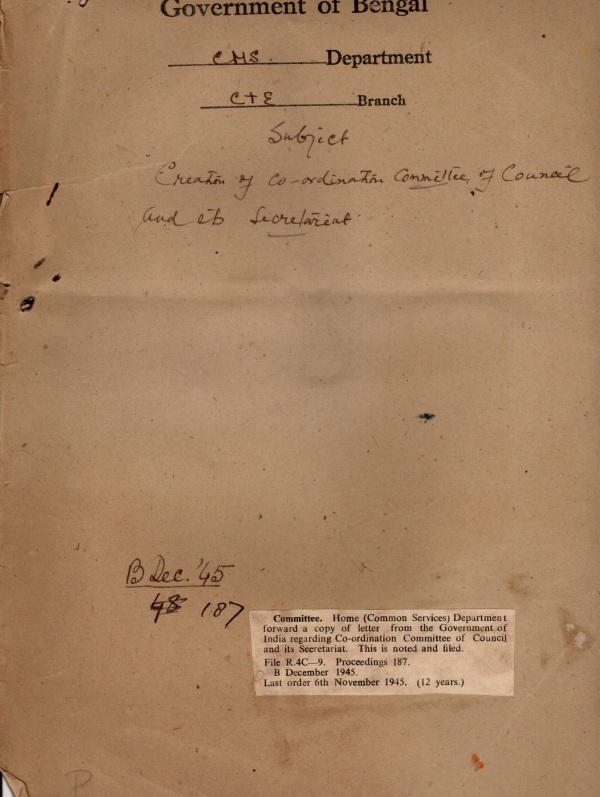 Government of Bengal
CMS. Department
C+E Branch
Subject
Creation of Co-ordination Committee of Council
and its Secretariat.
B Dec. '45
48 187
Committee. Home (Common Services) Department
forward a copy of letter from the Government of
India regarding Co-ordination Committee of Council
and its Secretariat. This is noted and filed.
File R.4C—9. Proceedings 187.
B December 1945.
Last order 6th November 1945. (12 years.)
P